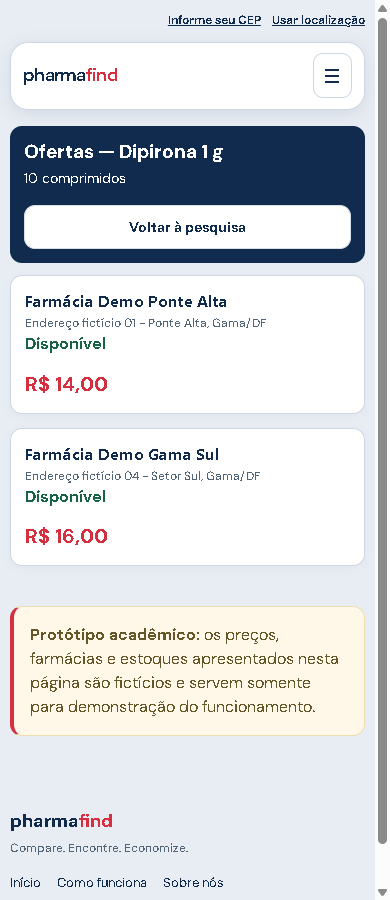 Informe seu CEP Usar localização
pharmafind
Ofertas — Dipirona 1 g
10 comprimidos
Voltar à pesquisa
Farmácia Demo Ponte Alta
Endereço fictício 01 - Ponte Alta, Gama/DF
Disponível
R$ 14,00
Farmácia Demo Gama Sul
Endereço fictício 04 - Setor Sul, Gama/DF
Disponível
R$ 16,00
Protótipo acadêmico: os preços,
farmácias e estoques apresentados nesta
página são fictícios e servem somente
para demonstração do funcionamento.
pharmafind
Compare. Encontre. Economize.
Início Como funciona Sobre nós